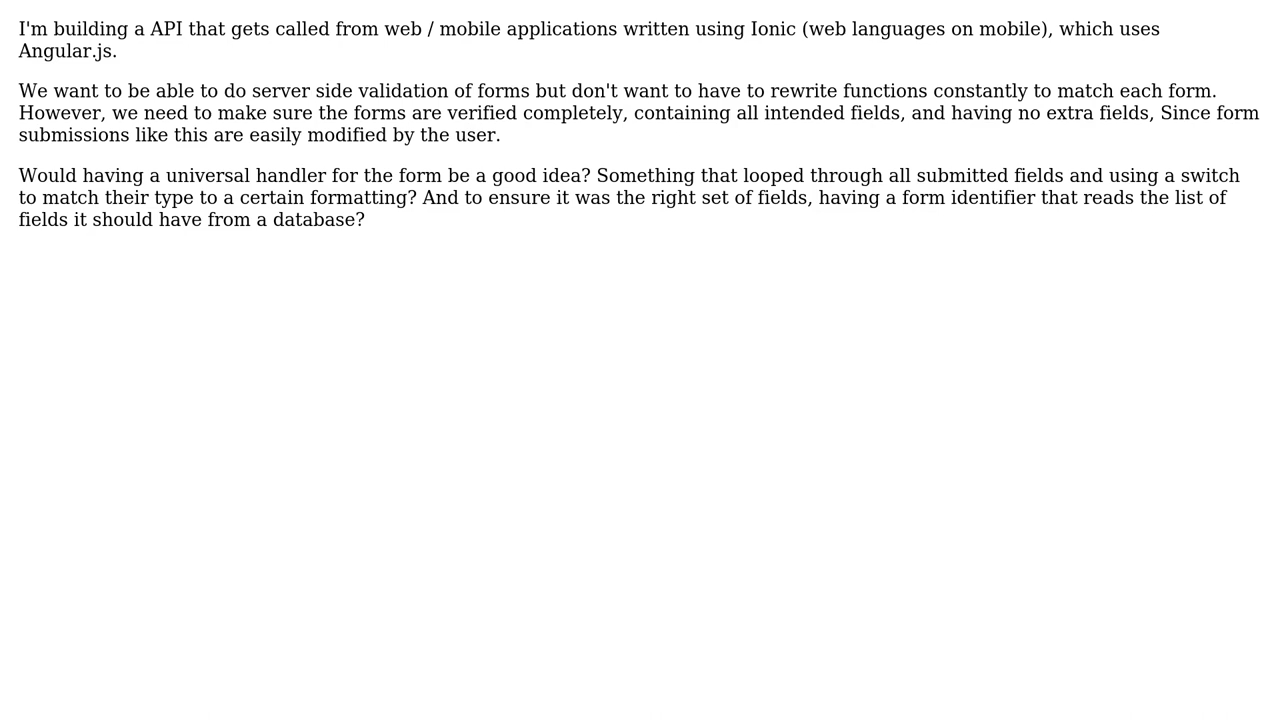 I'm building a API that gets called from web / mobile applications written using Ionic (web languages on mobile), which uses
Angular.js.
We want to be able to do server side validation of forms but don't want to have to rewrite functions constantly to match each form.
However, we need to make sure the forms are verified completely, containing all intended fields, and having no extra fields, Since form
submissions like this are easily modified by the user.
Would having a universal handler for the form be a good idea? Something that looped through all submitted fields and using a switch
to match their type to a certain formatting? And to ensure it was the right set of fields, having a form identifier that reads the list of
fields it should have from a database?